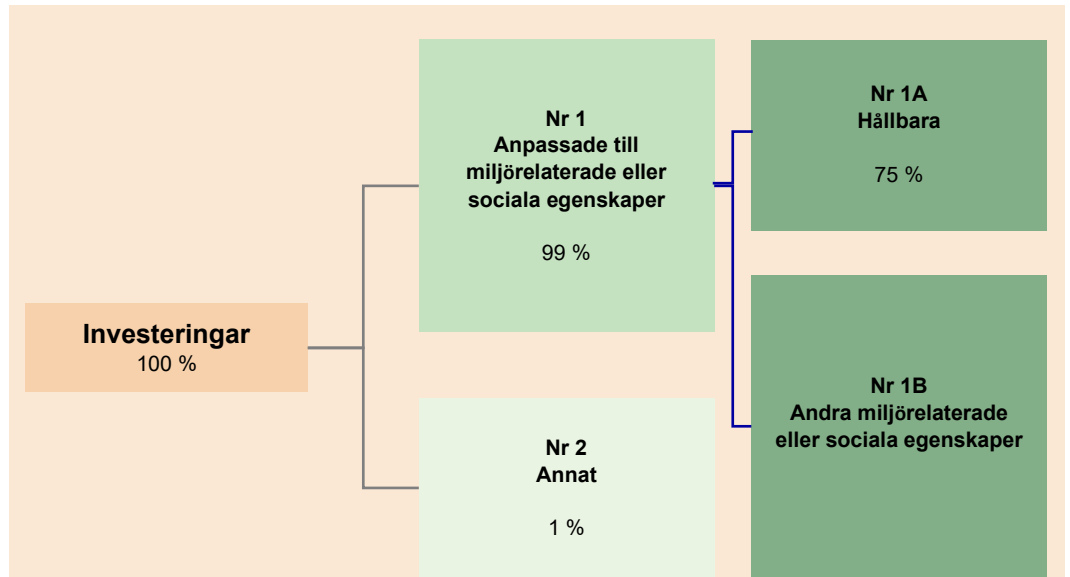 Investeringar
100 %
Nr 1
Anpassade till
miljörelaterade eller
sociala egenskaper
99 %
Nr 2
Annat
1 %
Nr 1A
Hållbara
75 %
Nr 1B
Andra miljörelaterade
eller sociala egenskaper